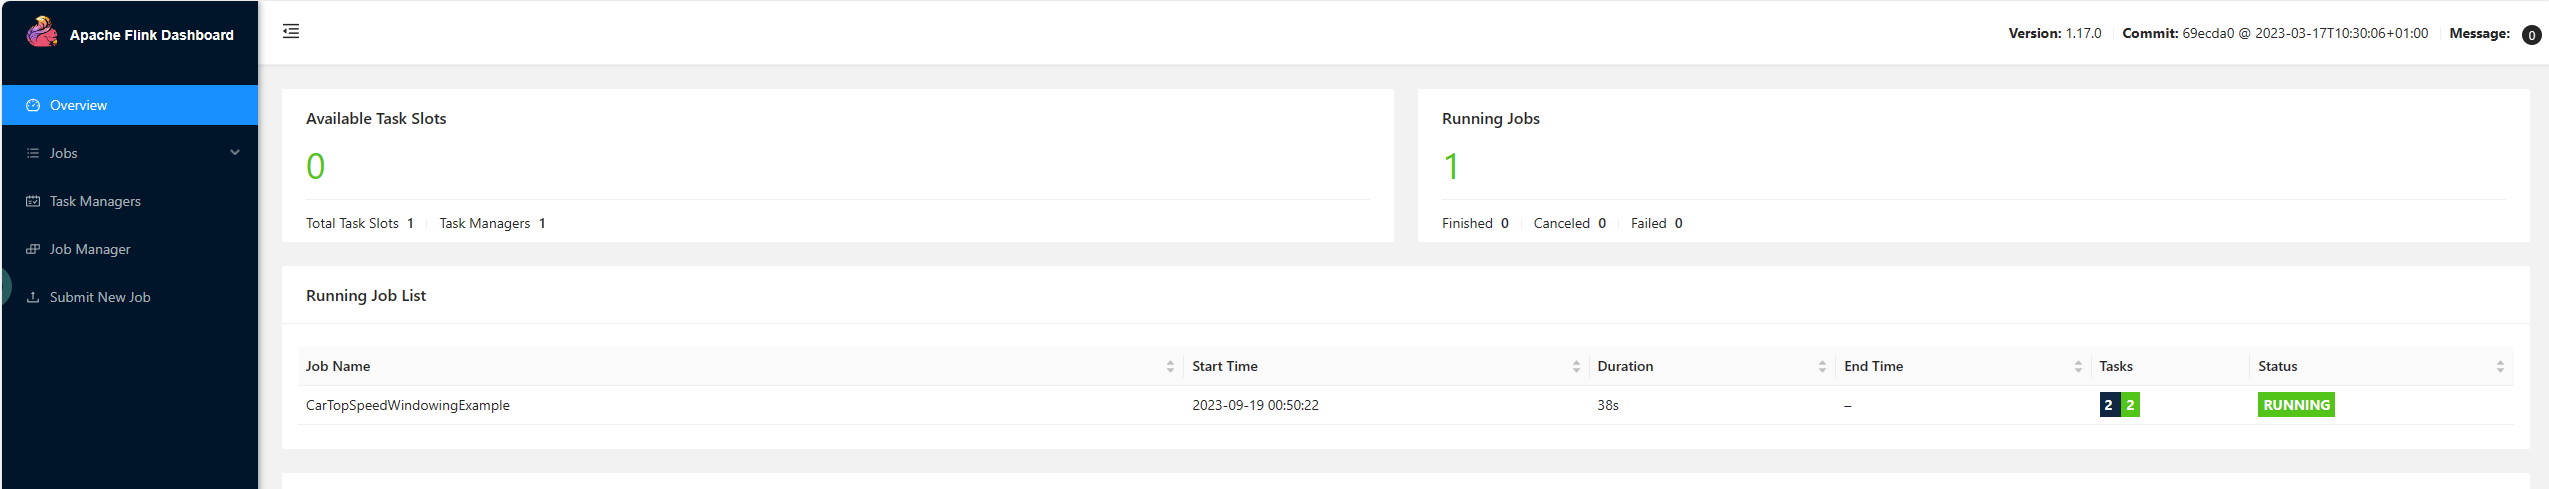 Apache Flink Dashboard
Version: 1.17.0 Commit: 69ecda0 @ 2023-03-17T10:30:06+01:00 Message: 0
Overview
Jobs
Task Managers
Job Manager
Submit New Job
Available Task Slots
0
Total Task Slots 1 Task Managers 1
Running Jobs
1
Finished 0 Canceled 0 Failed 0
Running Job List
Job Name Start Time Duration End Time Tasks Status
CarTopSpeedWindowingExample 2023-09-19 00:50:22 38s – 2 2 RUNNING